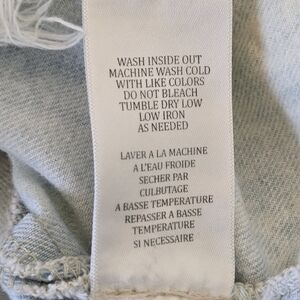 WASH INSIDE OUT
MACHINE WASH COLD
WITH LIKE COLORS
DO NOT BLEACH
TUMBLE DRY LOW
LOW IRON
AS NEEDED
LAVER A LA MACHINE
A L'EAU FROIDE
SECHER PAR
CULBUTAGE
A BASSE TEMPERATURE
REPASSER A BASSE
TEMPERATURE
SI NECESSAIRE